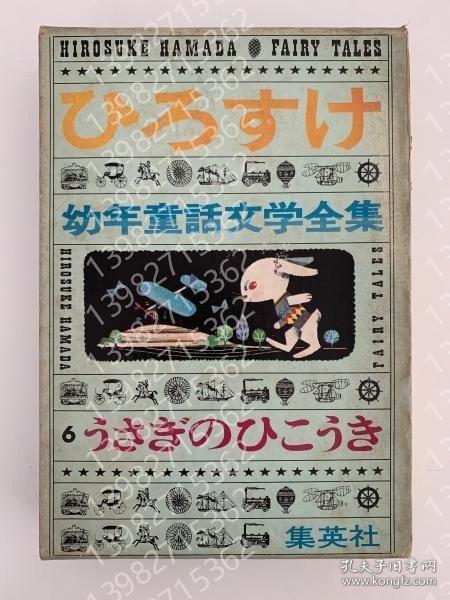 HIROSUKE HAMADA FAIRY TALES
ひろすけ
幼年童話文学全集
HIROSUKE HAMADA
FAIRY TALES
6 うさぎのひこうき
集英社
13982715362
孔夫子旧书网
www.kongfz.com